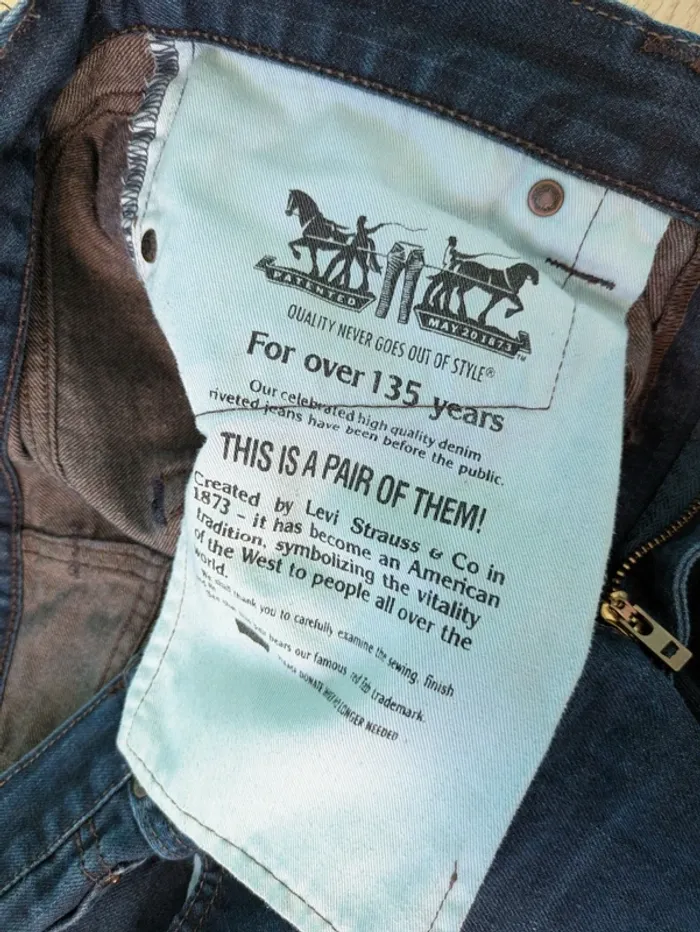 PATENTED
MAY 20 1873 ™
QUALITY NEVER GOES OUT OF STYLE®
For over 135 years
Our celebrated high quality denim
riveted jeans have been before the public.
THIS IS A PAIR OF THEM!
Created by Levi Strauss & Co in
1873 – it has become an American
tradition, symbolizing the vitality
of the West to people all over the
world.
We shall thank you to carefully examine the sewing, finish
bears our famous red tab trademark.
PLEASE DONATE WHEN NO LONGER NEEDED